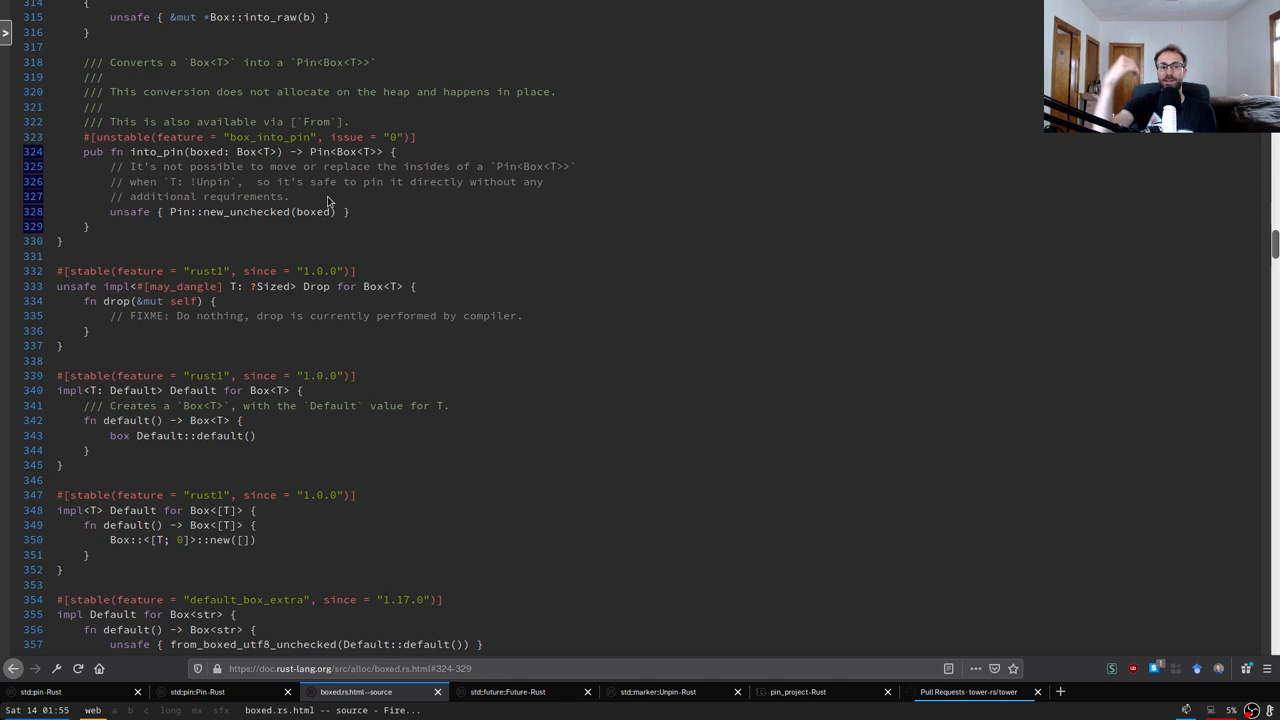 314         {
315             unsafe { &mut *Box::into_raw(b) }
316         }
317
318         /// Converts a `Box<T>` into a `Pin<Box<T>>`
319         ///
320         /// This conversion does not allocate on the heap and happens in place.
321         ///
322         /// This is also available via [`From`].
323         #[unstable(feature = "box_into_pin", issue = "0")]
324         pub fn into_pin(boxed: Box<T>) -> Pin<Box<T>> {
325             // It's not possible to move or replace the insides of a `Pin<Box<T>>`
326             // when `T: !Unpin`,  so it's safe to pin it directly without any
327             // additional requirements.
328             unsafe { Pin::new_unchecked(boxed) }
329         }
330     }
331
332     #[stable(feature = "rust1", since = "1.0.0")]
333     unsafe impl<#[may_dangle] T: ?Sized> Drop for Box<T> {
334         fn drop(&mut self) {
335             // FIXME: Do nothing, drop is currently performed by compiler.
336         }
337     }
338
339     #[stable(feature = "rust1", since = "1.0.0")]
340     impl<T: Default> Default for Box<T> {
341         /// Creates a `Box<T>`, with the `Default` value for T.
342         fn default() -> Box<T> {
343             box Default::default()
344         }
345     }
346
347     #[stable(feature = "rust1", since = "1.0.0")]
348     impl<T> Default for Box<[T]> {
349         fn default() -> Box<[T]> {
350             Box::<[T; 0]>::new([])
351         }
352     }
353
354     #[stable(feature = "default_box_extra", since = "1.17.0")]
355     impl Default for Box<str> {
356         fn default() -> Box<str> {
357             unsafe { from_boxed_utf8_unchecked(Default::default()) }
https://doc.rust-lang.org/src/alloc/boxed.rs.html#324-329
std::pin - Rust   std::pin::Pin - Rust   boxed.rs.html -- source   std::future::Future - Rust   std::marker::Unpin - Rust   pin_project - Rust   Pull Requests · tower-rs/tower
Sat 14 01:55   web   a   b   c   long   mx   sfx   boxed.rs.html -- source - Fire...   5%